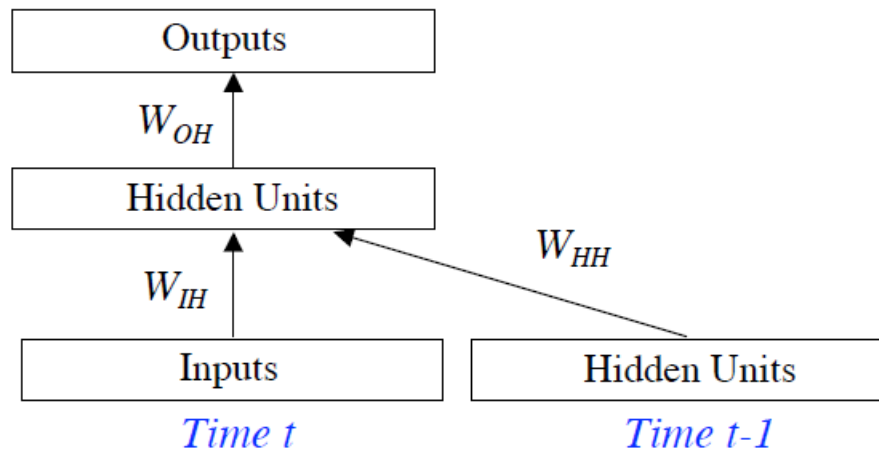 Outputs
W_OH
Hidden Units
W_HH
W_IH
Inputs
Hidden Units
Time t
Time t-1